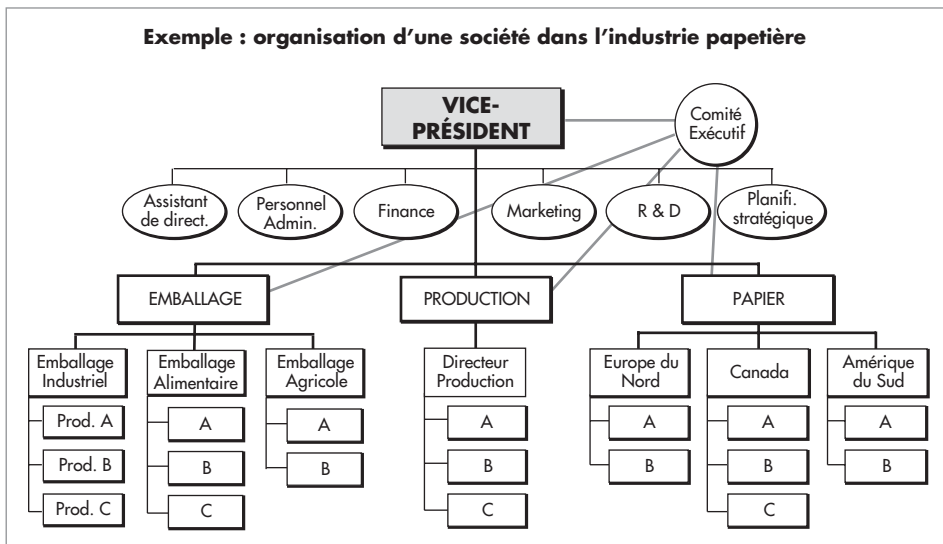 Exemple : organisation d'une société dans l'industrie papetière
VICE-
PRÉSIDENT
Comité
Exécutif
Assistant
de direct.
Personnel
Admin.
Finance
Marketing
R & D
Planifi.
stratégique
EMBALLAGE
PRODUCTION
PAPIER
Emballage
Industriel
Emballage
Alimentaire
Emballage
Agricole
Directeur
Production
Europe du
Nord
Canada
Amérique
du Sud
Prod. A
A
A
A
A
A
A
Prod. B
B
B
B
B
B
B
Prod. C
C
C
C